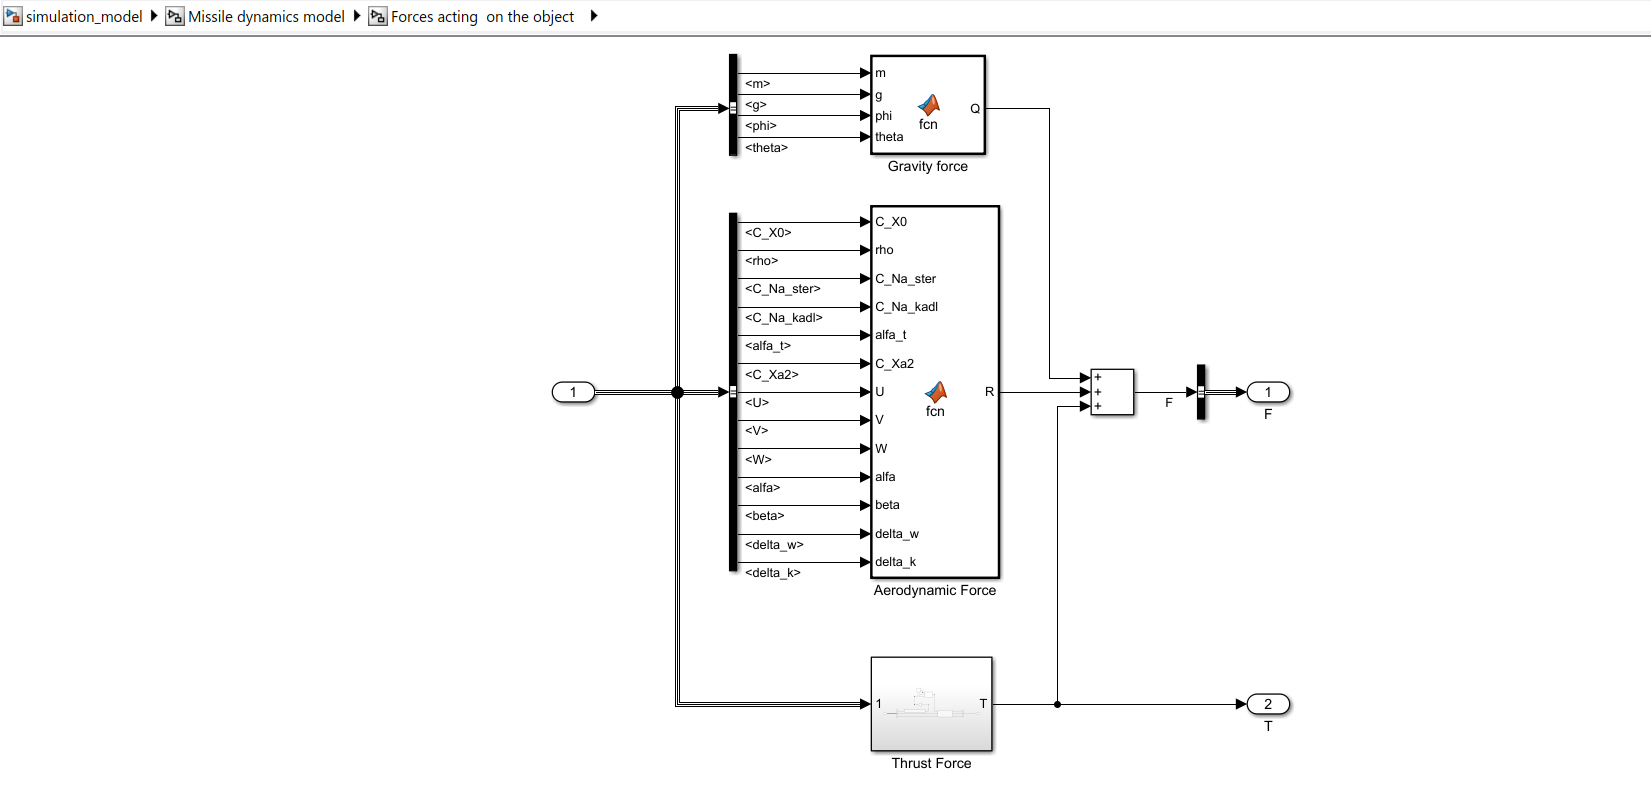 simulation_model Missile dynamics model Forces acting on the object
m
<m>
g
<g>
phi
<phi>
theta
<theta>
fcn
Q
Gravity force
C_X0
<C_X0>
rho
<rho>
C_Na_ster
<C_Na_ster>
C_Na_kadl
<C_Na_kadl>
alfa_t
<alfa_t>
C_Xa2
<C_Xa2>
U
<U>
V
<V>
W
<W>
alfa
<alfa>
beta
<beta>
delta_w
<delta_w>
delta_k
<delta_k>
fcn
R
Aerodynamic Force
1
+
+
+
F
1
F
1
T
Thrust Force
2
T